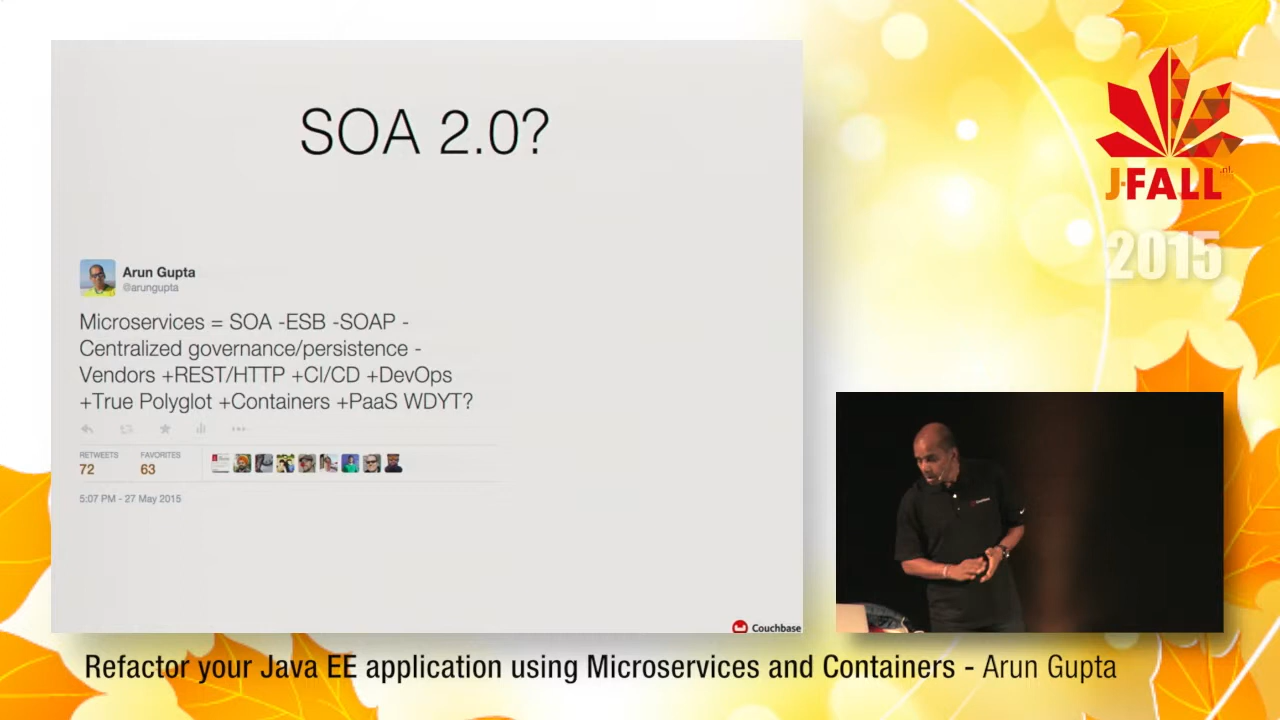 SOA 2.0?
Arun Gupta
@arungupta
Microservices = SOA -ESB -SOAP -
Centralized governance/persistence -
Vendors +REST/HTTP +CI/CD +DevOps
+True Polyglot +Containers +PaaS WDYT?
RETWEETS FAVORITES
72 63
5:07 PM - 27 May 2015
Couchbase
J-FALL
.nl
2015
Couchbase
Refactor your Java EE application using Microservices and Containers - Arun Gupta